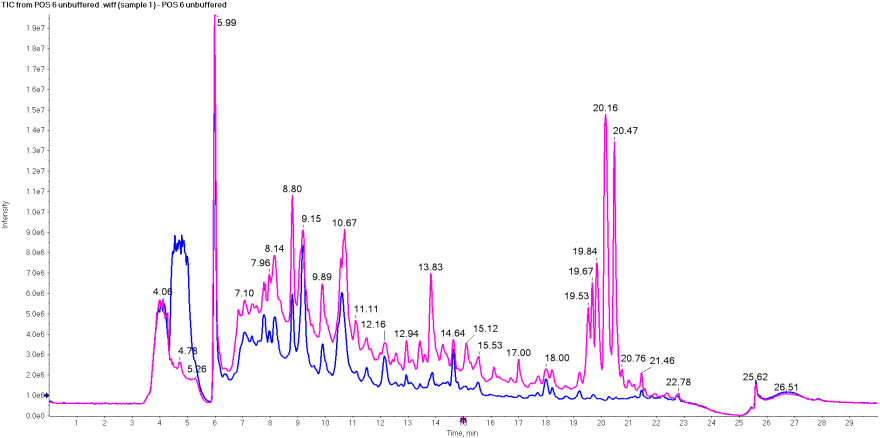 TIC from POS 6 unbuffered .wiff (sample 1) - POS 6 unbuffered
5.99
1.9e7
1.8e7
1.7e7
1.6e7
1.5e7
20.16
1.4e7
20.47
1.3e7
1.2e7
1.1e7
8.80
1.0e7
9.15
10.67
9.0e6
8.14
19.84
8.0e6
7.96
9.89
13.83
19.67
7.0e6
4.06
7.10
19.53
6.0e6
11.11
5.0e6
12.16
12.94
14.64
15.12
4.0e6
4.78
15.53
17.00
18.00
20.76
21.46
3.0e6
5.26
2.0e6
22.78
25.62
26.51
1.0e6
0.0e0
1 2 3 4 5 6 7 8 9 10 11 12 13 14 15 16 17 18 19 20 21 22 23 24 25 26 27 28 29
Time, min
Intensity